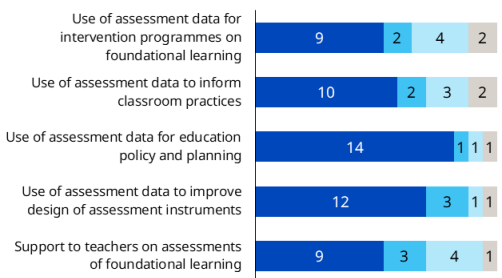 Use of assessment data for
intervention programmes on
foundational learning
9 2 4 2
Use of assessment data to inform
classroom practices
10 2 3 2
Use of assessment data for education
policy and planning
14 1 1 1
Use of assessment data to improve
design of assessment instruments
12 3 1 1
Support to teachers on assessments
of foundational learning
9 3 4 1